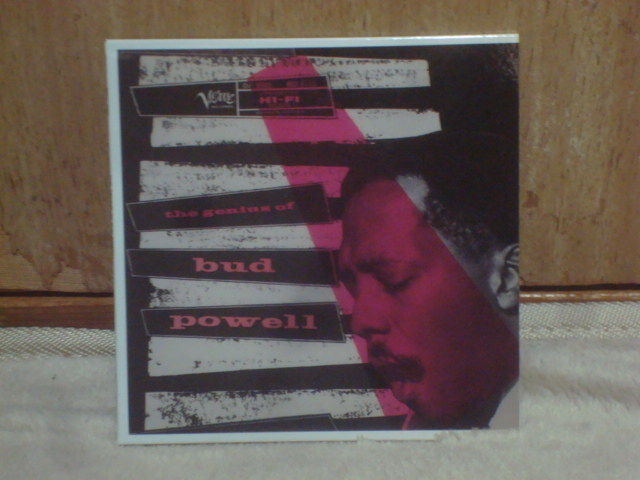 Verve
HI-FI
the genius of
bud
powell